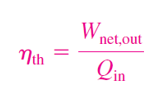 η_th = W_net,out / Q_in